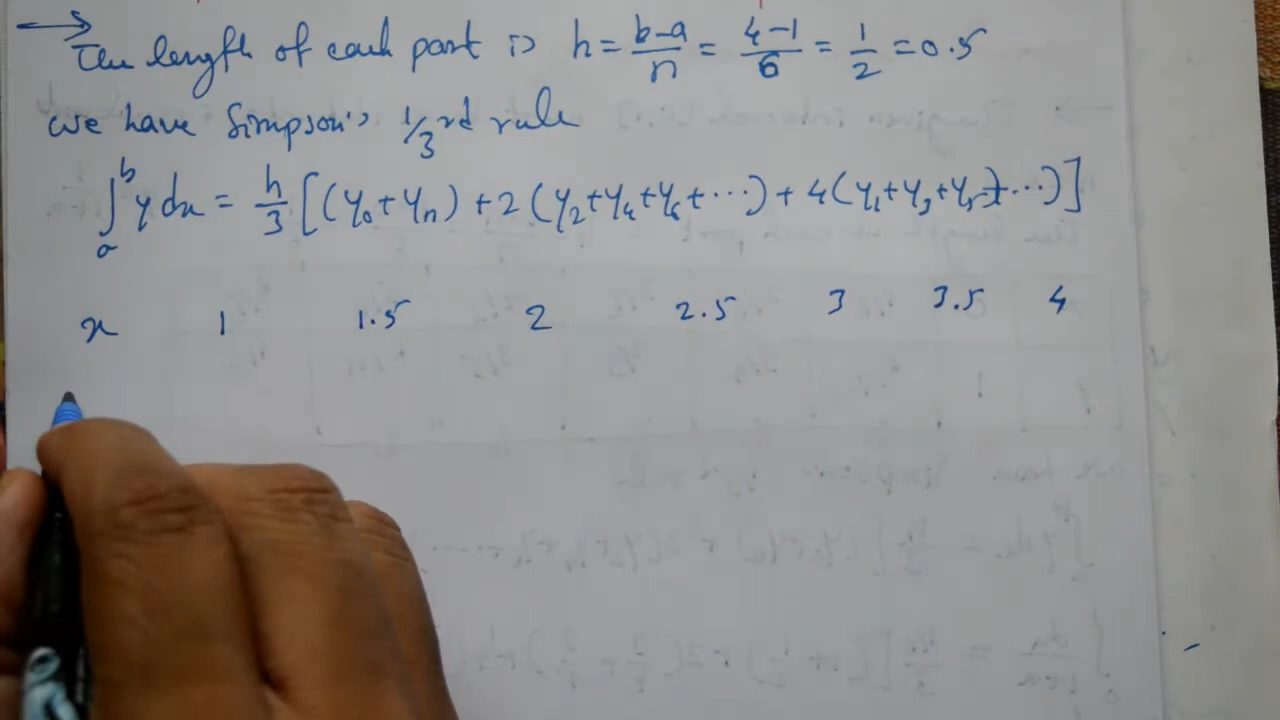 → The length of each part is h = b-a/n = 4-1/6 = 1/2 = 0.5
we have Simpson's 1/3rd rule
∫ₐᵇ y dx = h/3 [(y₀+yₙ) + 2(y₂+y₄+y₆+⋯) + 4(y₁+y₃+y₅+⋯)]
x 1 1.5 2 2.5 3 3.5 4